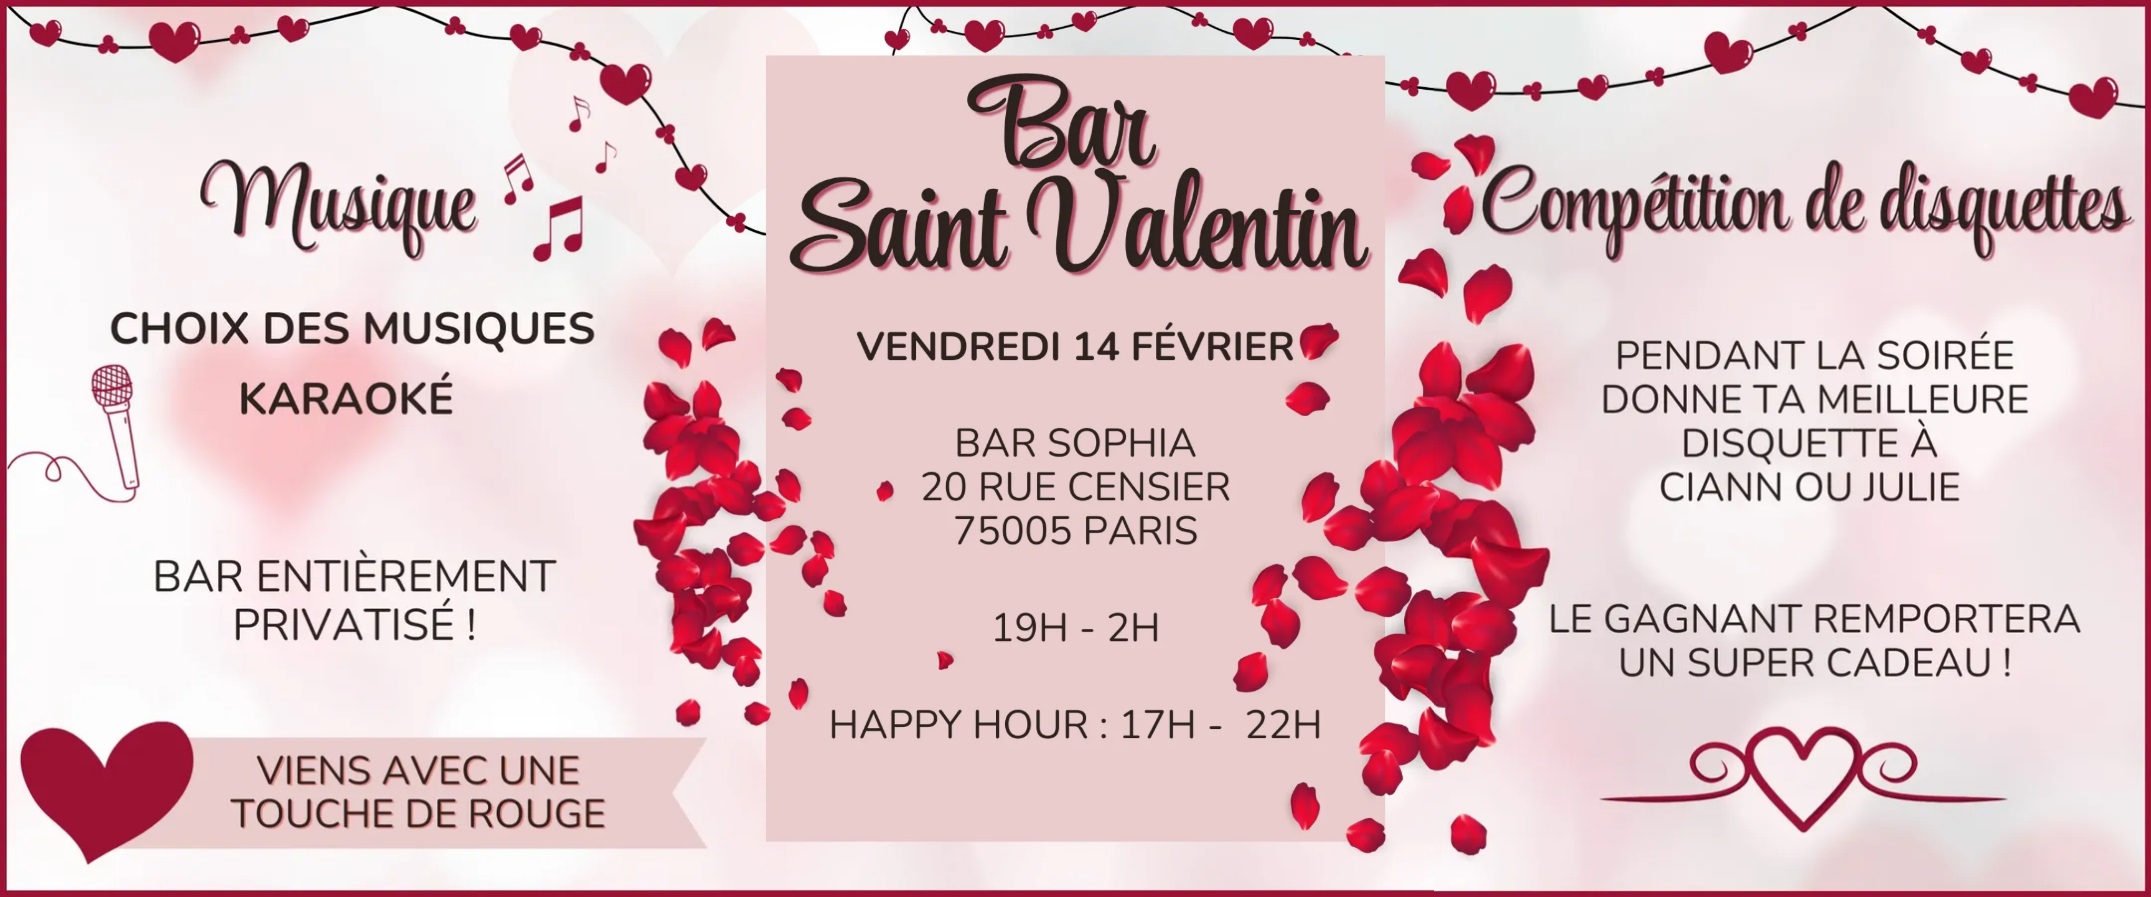 Musique
CHOIX DES MUSIQUES
KARAOKÉ
BAR ENTIÈREMENT
PRIVATISÉ !
VIENS AVEC UNE
TOUCHE DE ROUGE
Bar
Saint Valentin
VENDREDI 14 FÉVRIER
BAR SOPHIA
20 RUE CENSIER
75005 PARIS
19H - 2H
HAPPY HOUR : 17H - 22H
Compétition de disquettes
PENDANT LA SOIRÉE
DONNE TA MEILLEURE
DISQUETTE À
CIANN OU JULIE
LE GAGNANT REMPORTERA
UN SUPER CADEAU !